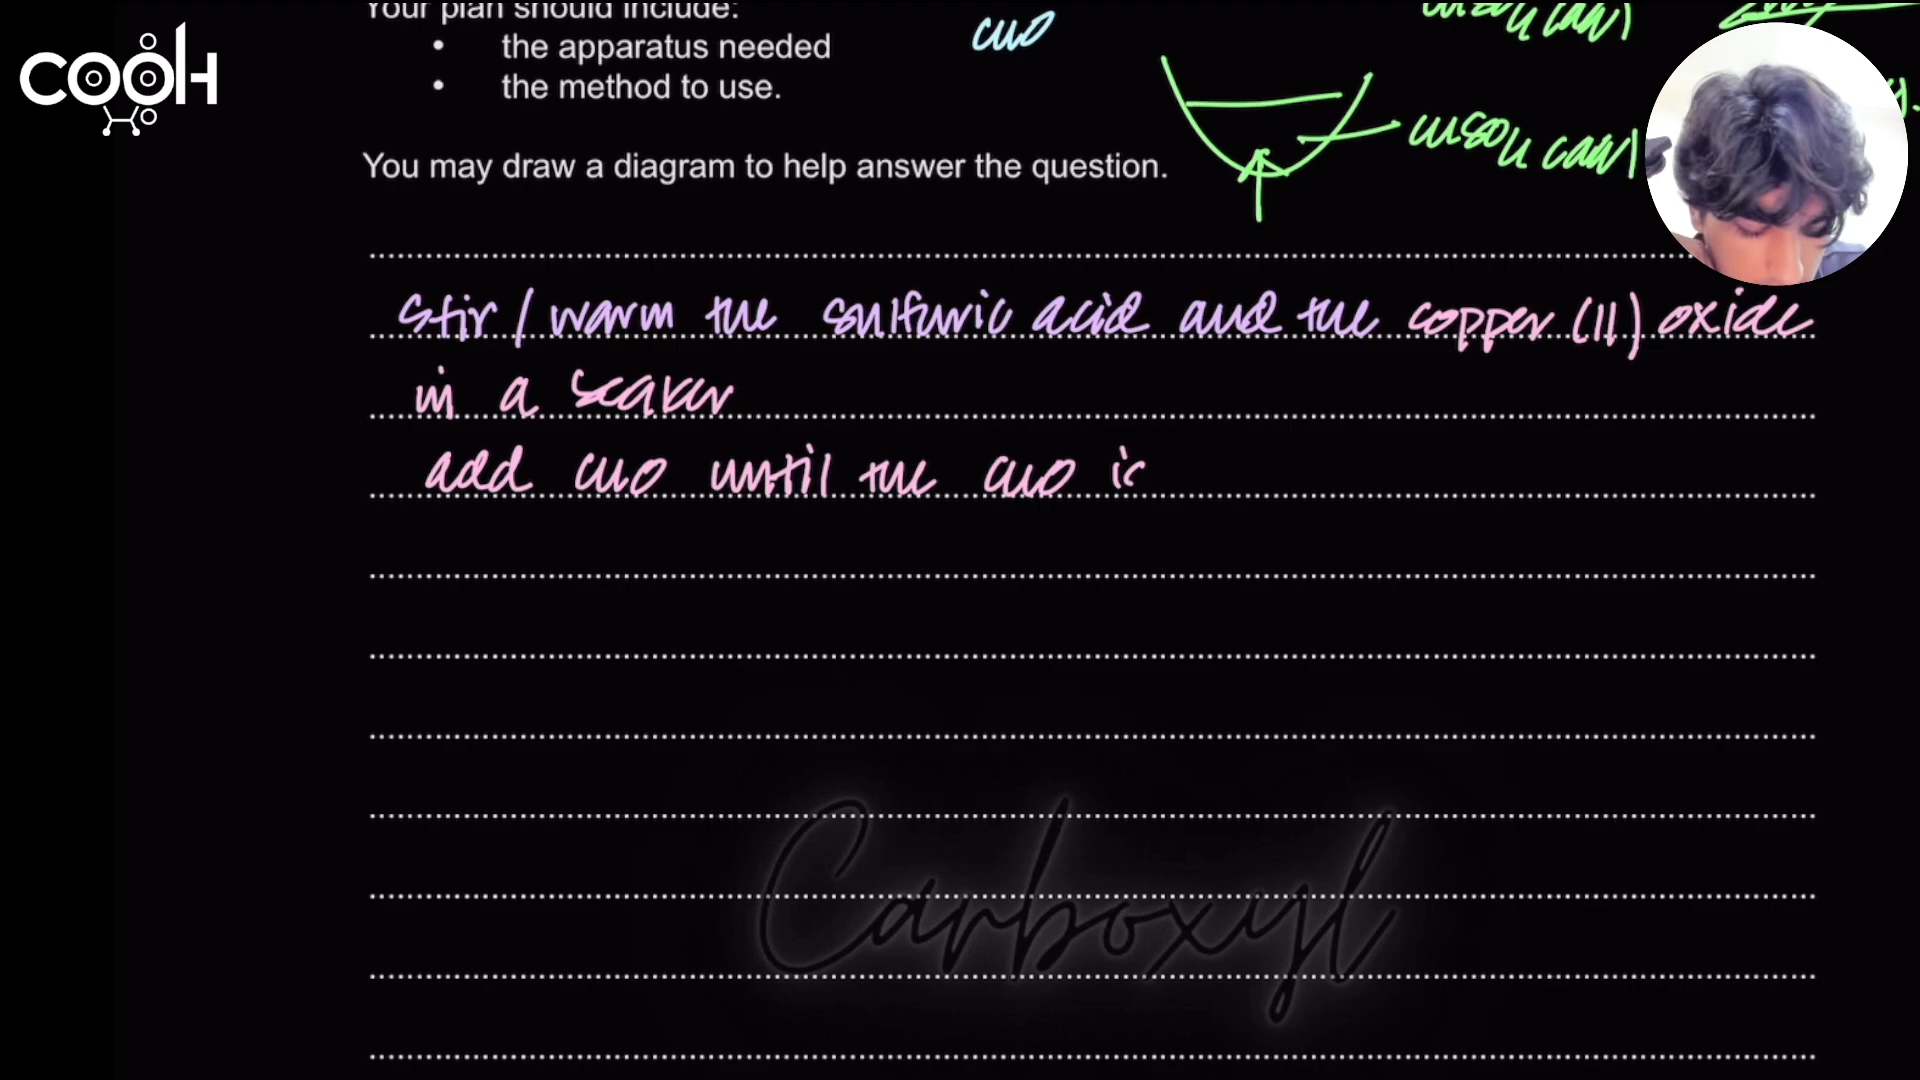 COOH
Your plan should include:
cuo
• the apparatus needed
• the method to use.
You may draw a diagram to help answer the question.
stir / warm the sulfuric acid and the copper (II) oxide
in a beaker
add cuo until the cuo is
Carboxyl